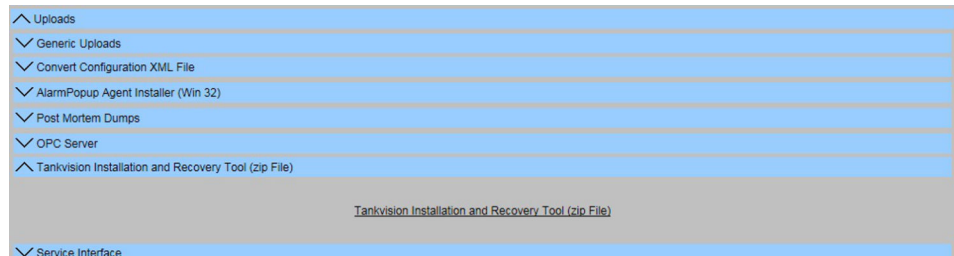 Uploads
Generic Uploads
Convert Configuration XML File
AlarmPopup Agent Installer (Win 32)
Post Mortem Dumps
OPC Server
Tankvision Installation and Recovery Tool (zip File)
Tankvision Installation and Recovery Tool (zip File)
Service Interface